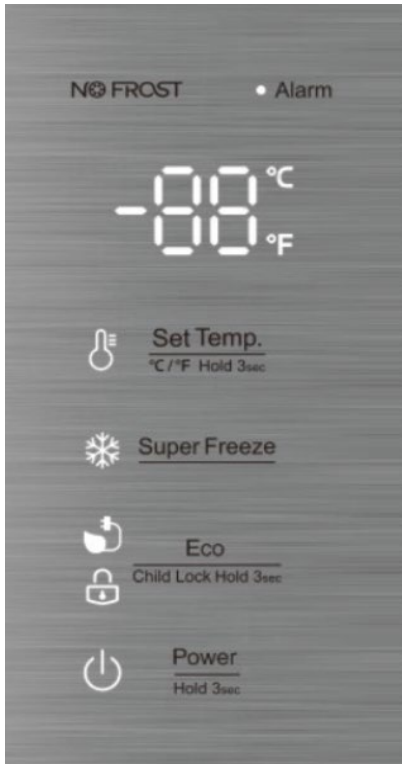 NO FROST
Alarm
-88 °C
°F
Set Temp.
°C/°F Hold 3sec
Super Freeze
Eco
Child Lock Hold 3sec
Power
Hold 3sec